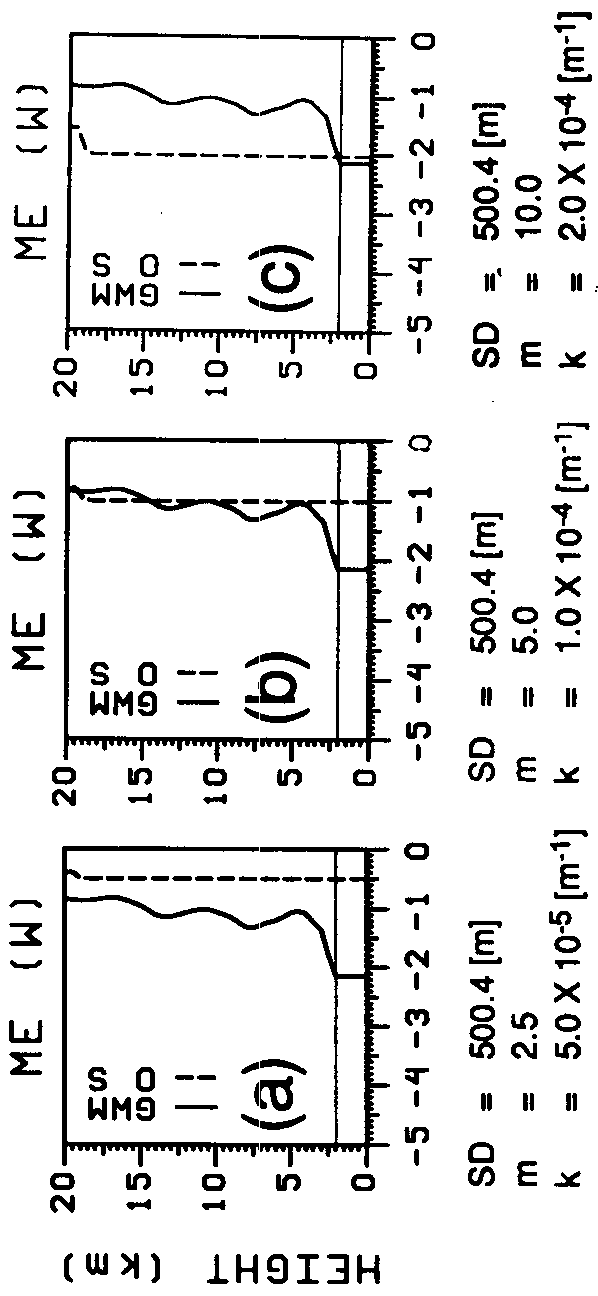 ME (W)
20
15
10
5
0
-5 -4 -3 -2 -1 0
O S
GWM
(a)
HEIGHT (km)
SD = 500.4 [m]
m = 2.5
k = 5.0 X 10-5 [m-1]
ME (W)
20
15
10
5
0
-5 -4 -3 -2 -1 0
O S
GWM
(b)
SD = 500.4 [m]
m = 5.0
k = 1.0 X 10-4 [m-1]
ME (W)
20
15
10
5
0
-5 -4 -3 -2 -1 0
O S
GWM
(c)
SD = 500.4 [m]
m = 10.0
k = 2.0 X 10-4 [m-1]